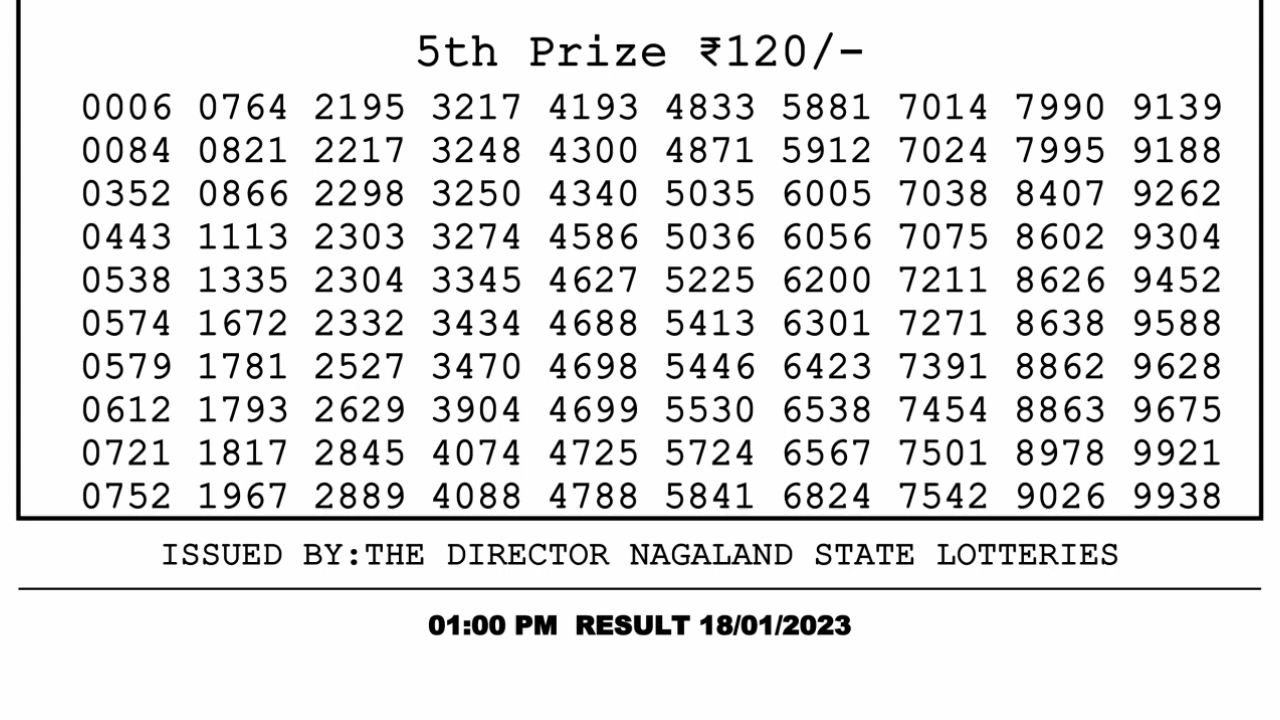 5th Prize ₹120/-
0006 0764 2195 3217 4193 4833 5881 7014 7990 9139
0084 0821 2217 3248 4300 4871 5912 7024 7995 9188
0352 0866 2298 3250 4340 5035 6005 7038 8407 9262
0443 1113 2303 3274 4586 5036 6056 7075 8602 9304
0538 1335 2304 3345 4627 5225 6200 7211 8626 9452
0574 1672 2332 3434 4688 5413 6301 7271 8638 9588
0579 1781 2527 3470 4698 5446 6423 7391 8862 9628
0612 1793 2629 3904 4699 5530 6538 7454 8863 9675
0721 1817 2845 4074 4725 5724 6567 7501 8978 9921
0752 1967 2889 4088 4788 5841 6824 7542 9026 9938
ISSUED BY:THE DIRECTOR NAGALAND STATE LOTTERIES
01:00 PM RESULT 18/01/2023